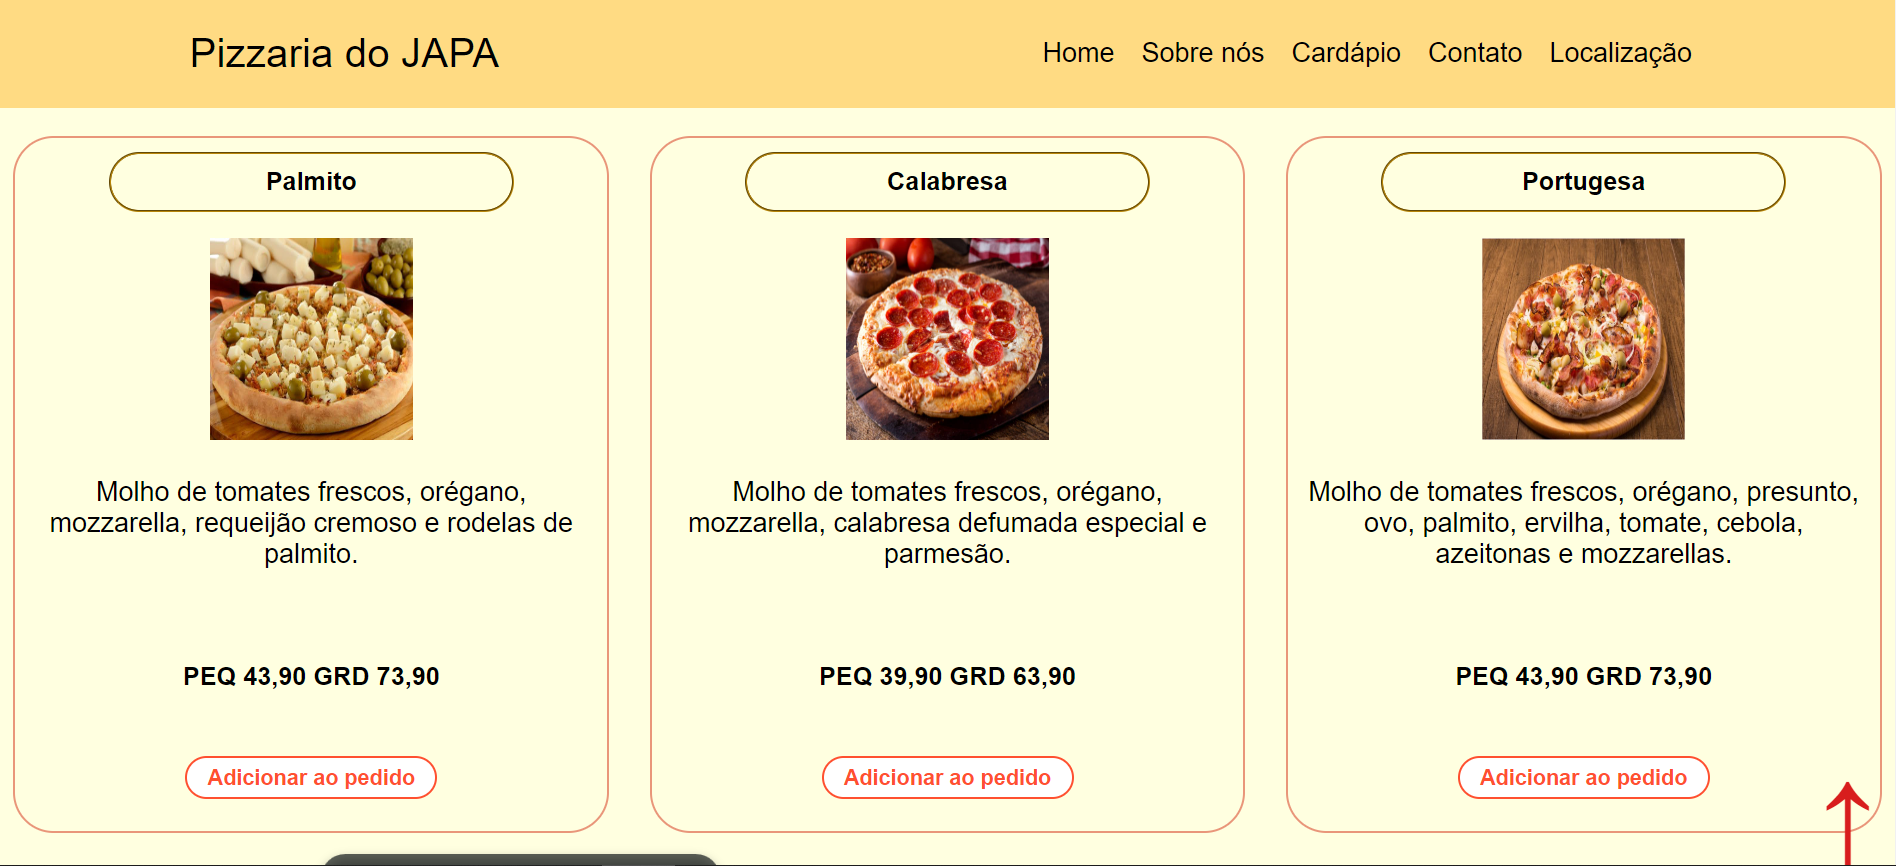 Pizzaria do JAPA
Home Sobre nós Cardápio Contato Localização
Palmito
Molho de tomates frescos, orégano,
mozzarella, requeijão cremoso e rodelas de
palmito.
PEQ 43,90 GRD 73,90
Adicionar ao pedido
Calabresa
Molho de tomates frescos, orégano,
mozzarella, calabresa defumada especial e
parmesão.
PEQ 39,90 GRD 63,90
Adicionar ao pedido
Portugesa
Molho de tomates frescos, orégano, presunto,
ovo, palmito, ervilha, tomate, cebola,
azeitonas e mozzarellas.
PEQ 43,90 GRD 73,90
Adicionar ao pedido